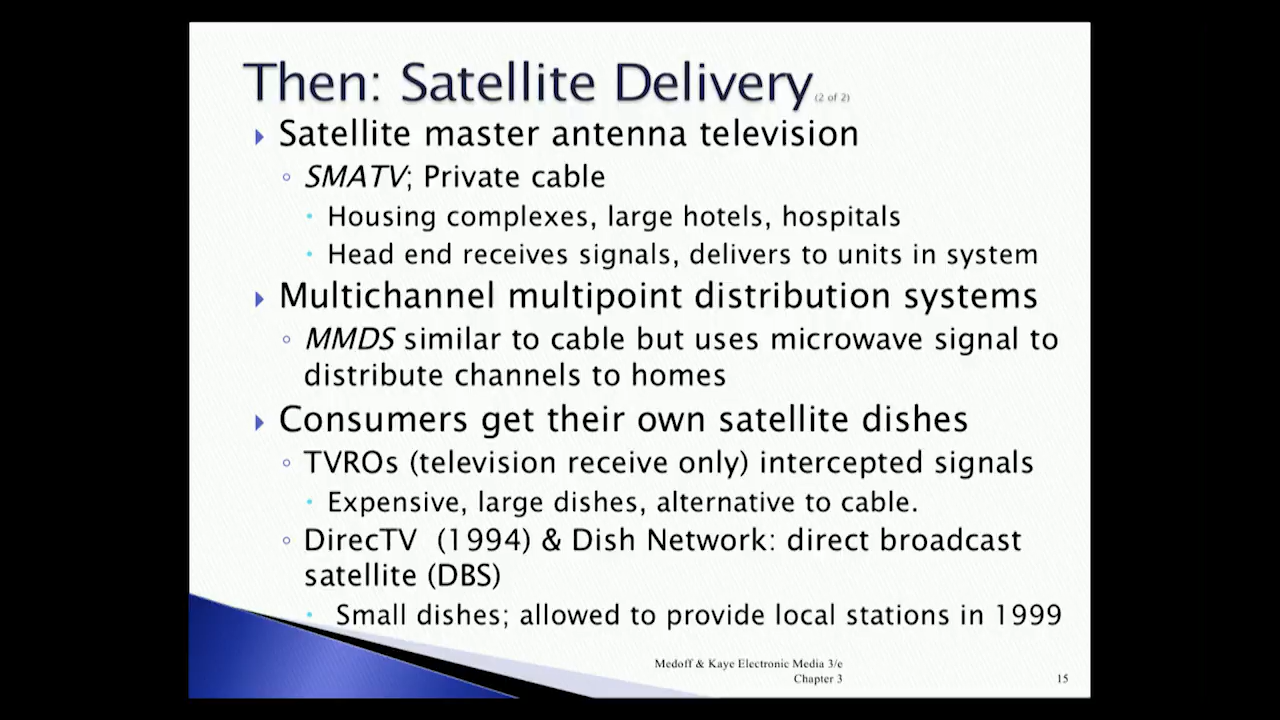 Then: Satellite Delivery (2 of 2)
Satellite master antenna television
SMATV; Private cable
Housing complexes, large hotels, hospitals
Head end receives signals, delivers to units in system
Multichannel multipoint distribution systems
MMDS similar to cable but uses microwave signal to
distribute channels to homes
Consumers get their own satellite dishes
TVROs (television receive only) intercepted signals
Expensive, large dishes, alternative to cable.
DirecTV (1994) & Dish Network: direct broadcast
satellite (DBS)
Small dishes; allowed to provide local stations in 1999
Medoff & Kaye Electronic Media 3/e
Chapter 3
15